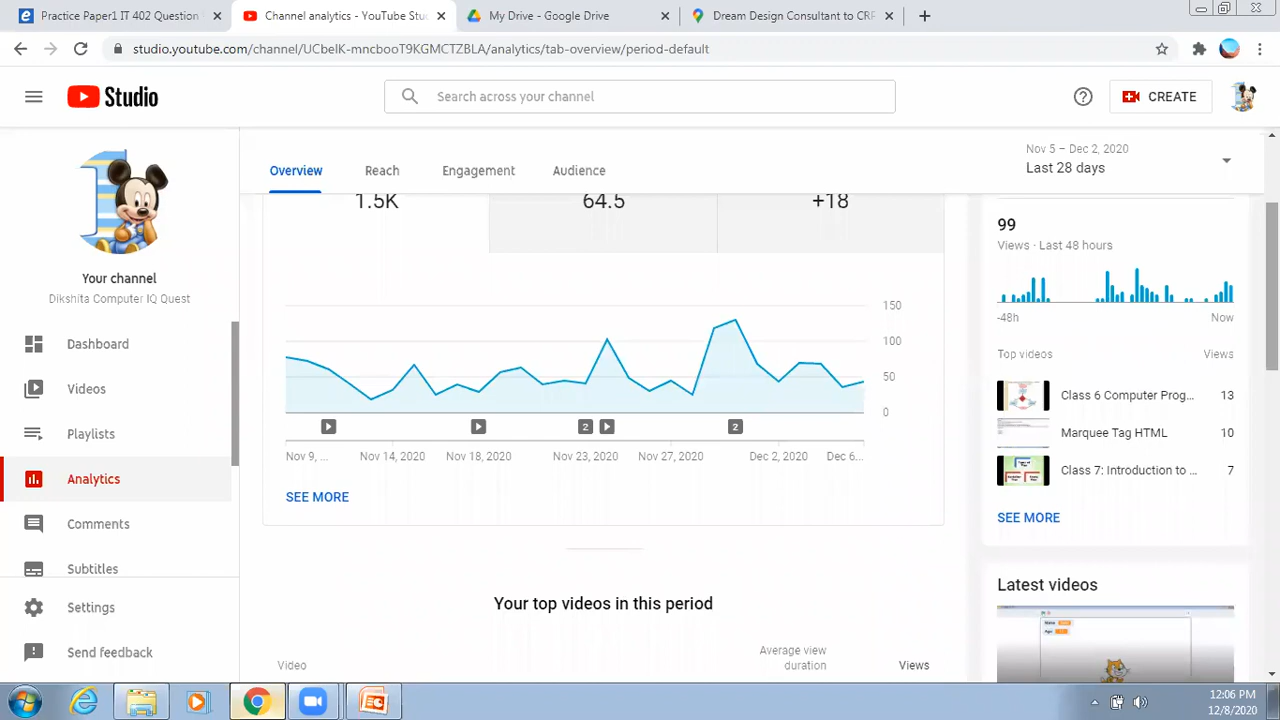 Practice Paper1 IT 402 Question
Channel analytics - YouTube Stu
My Drive - Google Drive
Dream Design Consultant to CRP
studio.youtube.com/channel/UCbeIK-mncbooT9KGMCTZBLA/analytics/tab-overview/period-default
Studio
Search across your channel
CREATE
Your channel
Dikshita Computer IQ Quest
Dashboard
Videos
Playlists
Analytics
Comments
Subtitles
Settings
Send feedback
Overview
Reach
Engagement
Audience
Nov 5 – Dec 2, 2020
Last 28 days
1.5K
64.5
+18
150
100
50
0
2
2
Nov 9, ...
Nov 14, 2020
Nov 18, 2020
Nov 23, 2020
Nov 27, 2020
Dec 2, 2020
Dec 6...
SEE MORE
Your top videos in this period
Video
Average view
duration
Views
99
Views · Last 48 hours
-48h
Now
Top videos
Views
Class 6 Computer Prog...
13
Marquee Tag HTML
10
Class 7: Introduction to ...
7
SEE MORE
Latest videos
12:06 PM
12/8/2020